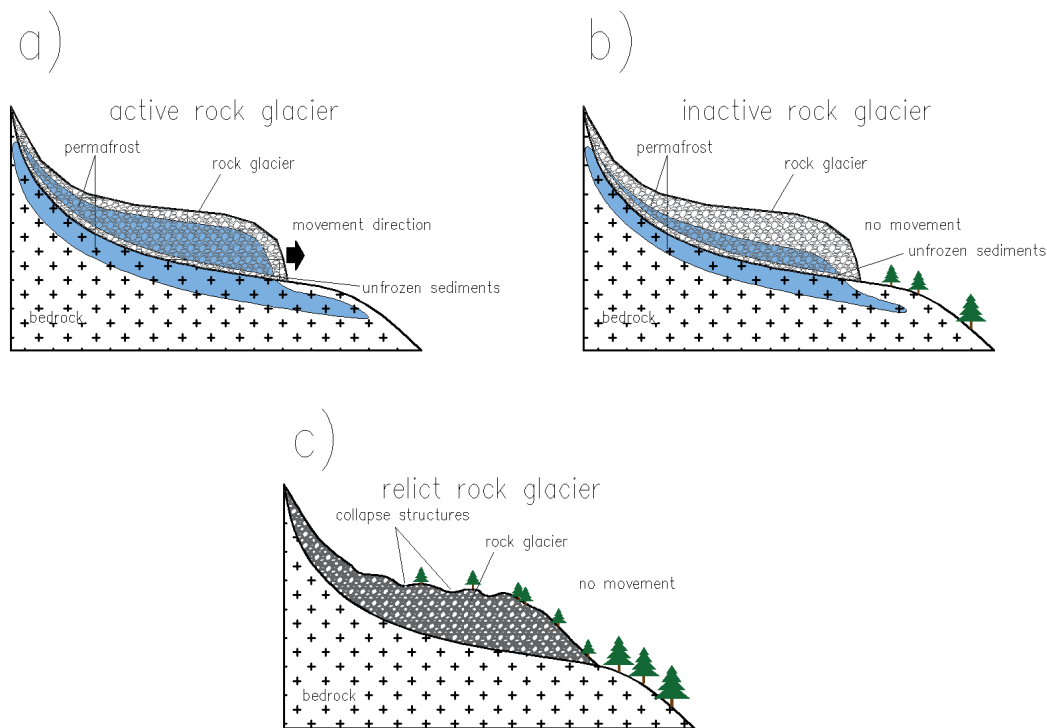 a)
active rock glacier
permafrost
rock glacier
movement direction
unfrozen sediments
bedrock
b)
inactive rock glacier
permafrost
rock glacier
no movement
unfrozen sediments
bedrock
c)
relict rock glacier
collapse structures
rock glacier
no movement
bedrock